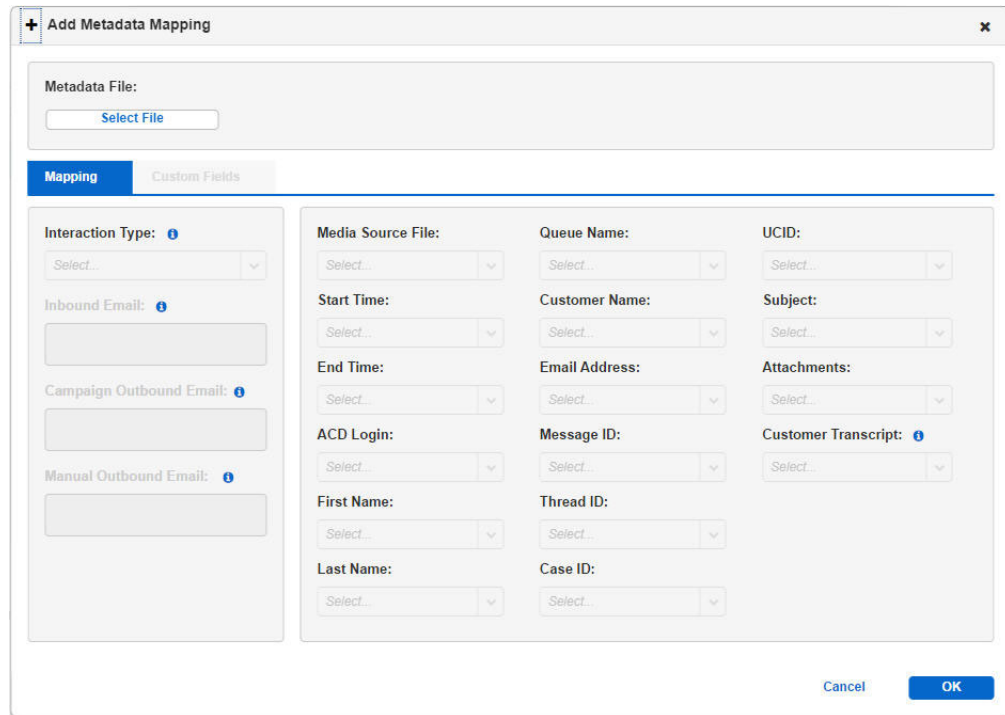 Add Metadata Mapping
Metadata File:
Select File
Mapping
Custom Fields
Interaction Type:
Select...
Inbound Email:
Campaign Outbound Email:
Manual Outbound Email:
Media Source File: Queue Name: UCID:
Select... Select... Select...
Start Time: Customer Name: Subject:
Select... Select... Select...
End Time: Email Address: Attachments:
Select... Select... Select...
ACD Login: Message ID: Customer Transcript:
Select... Select... Select...
First Name: Thread ID:
Select... Select...
Last Name: Case ID:
Select... Select...
Cancel OK